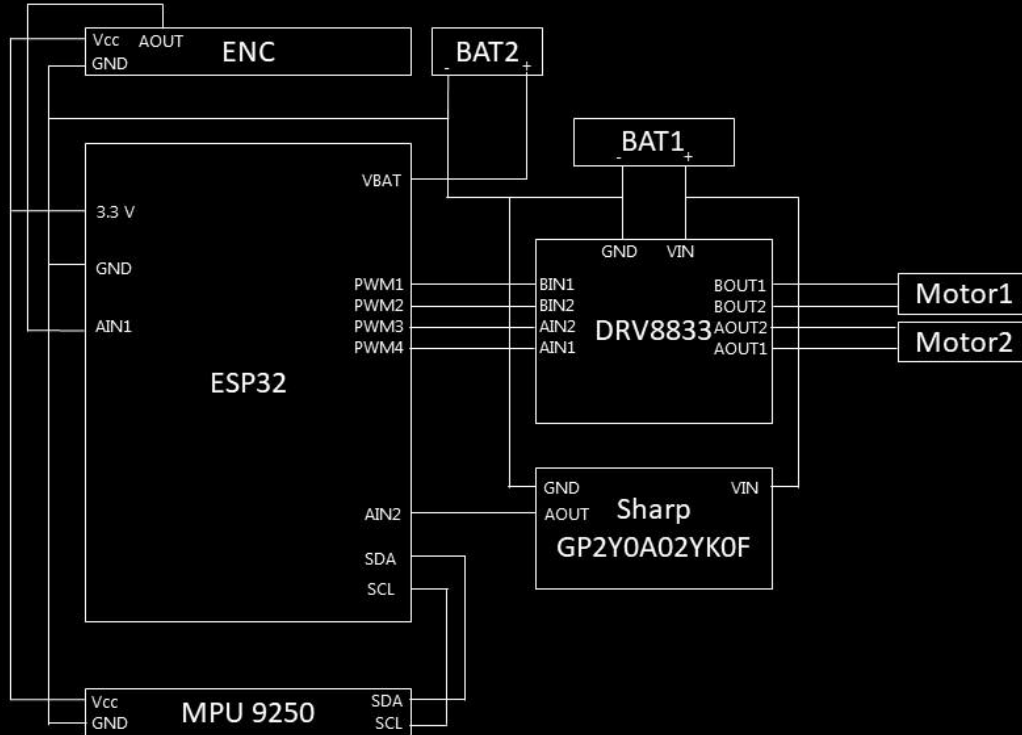 Vcc AOUT
GND
ENC
BAT2
- +
BAT1
- +
VBAT
3.3 V
GND
AIN1
ESP32
PWM1
PWM2
PWM3
PWM4
AIN2
SDA
SCL
GND VIN
BIN1
BIN2
AIN2
AIN1
DRV8833
BOUT1
BOUT2
AOUT2
AOUT1
Motor1
Motor2
GND VIN
AOUT
Sharp
GP2Y0A02YK0F
Vcc
GND
MPU 9250
SDA
SCL